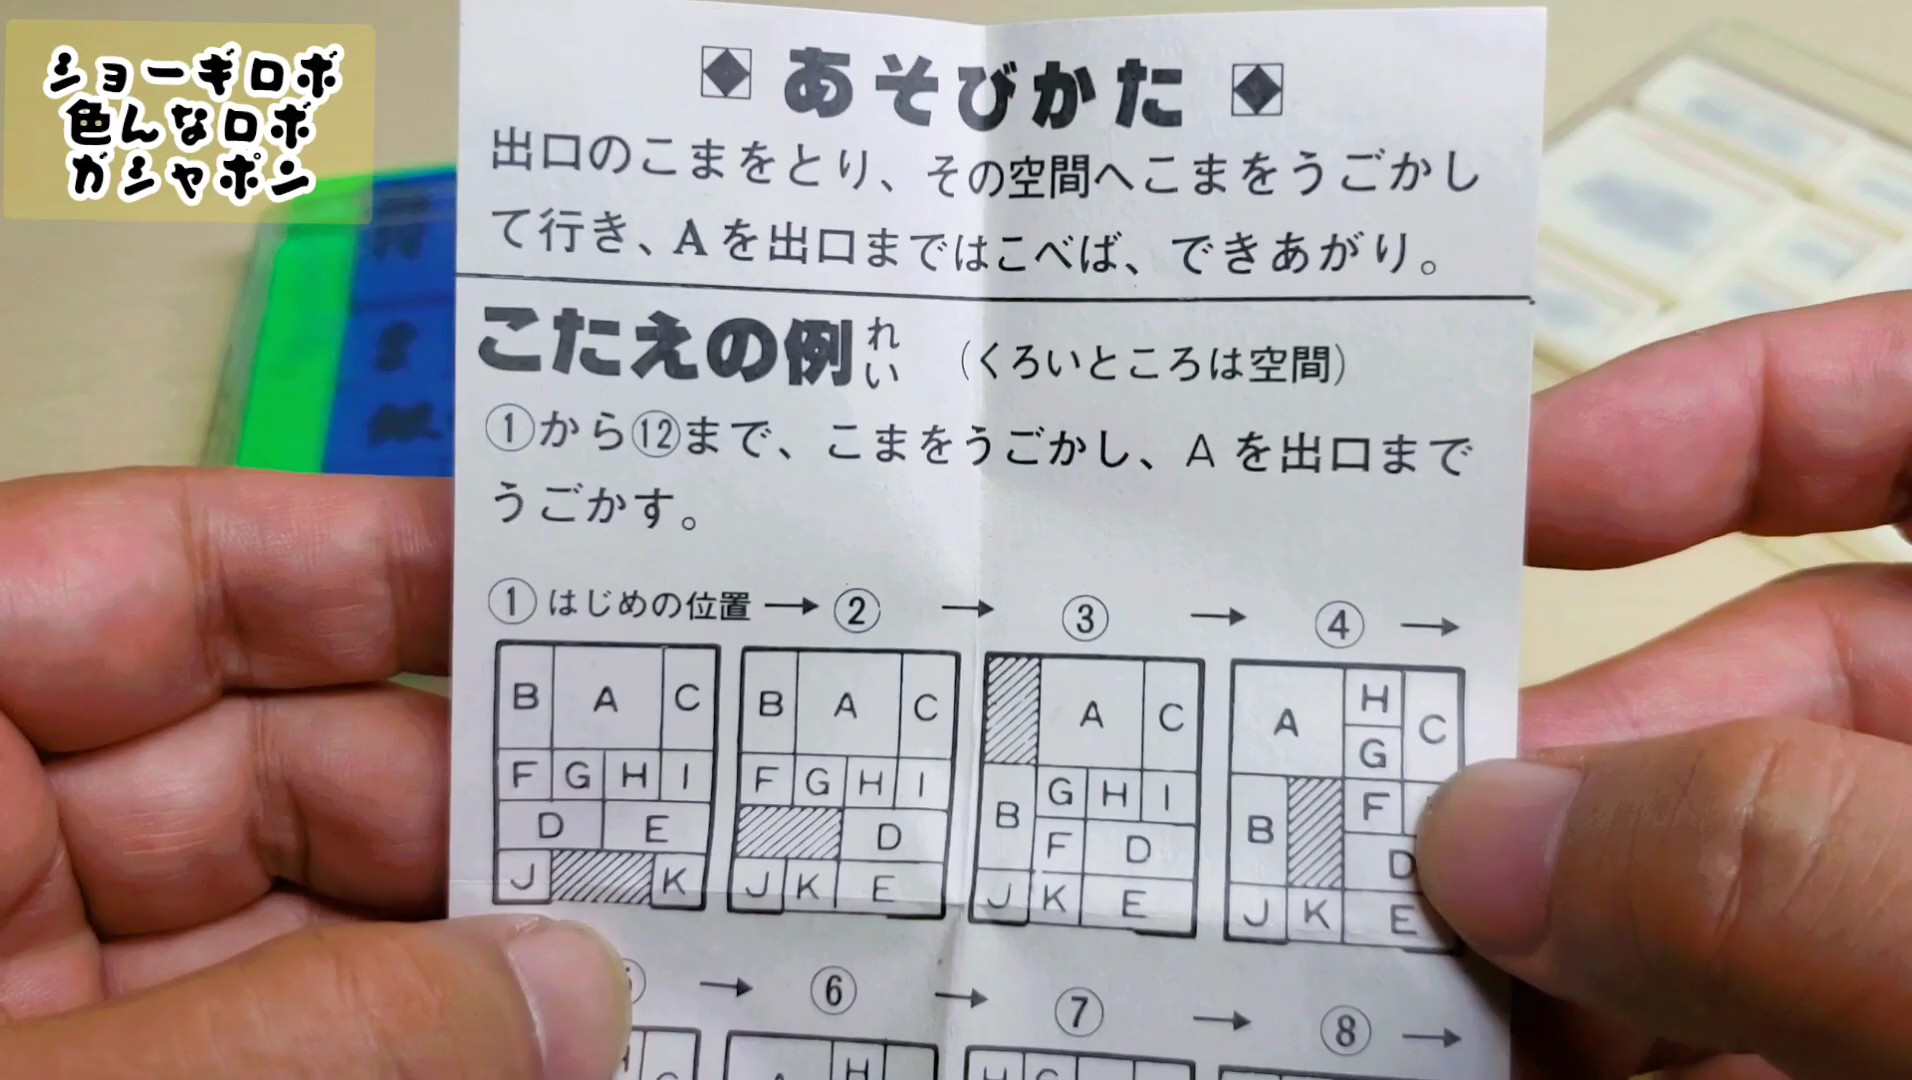 ショーギロボ
色んなロボ
ガシャポン
あそびかた
出口のこまをとり、その空間へこまをうごかし
て行き、Aを出口まではこべば、できあがり。
こたえの例 れい (くろいところは空間)
①から⑫まで、こまをうごかし、Aを出口まで
うごかす。
①はじめの位置→② → ③ → ④ →
B A C
F G H I
D E
J K
B A C
F G H I
D
J K E
A C
B G H I
F D
J K E
A H C
G
B F
D
J K E
→ ⑥ → ⑦ → ⑧ →
H
H G